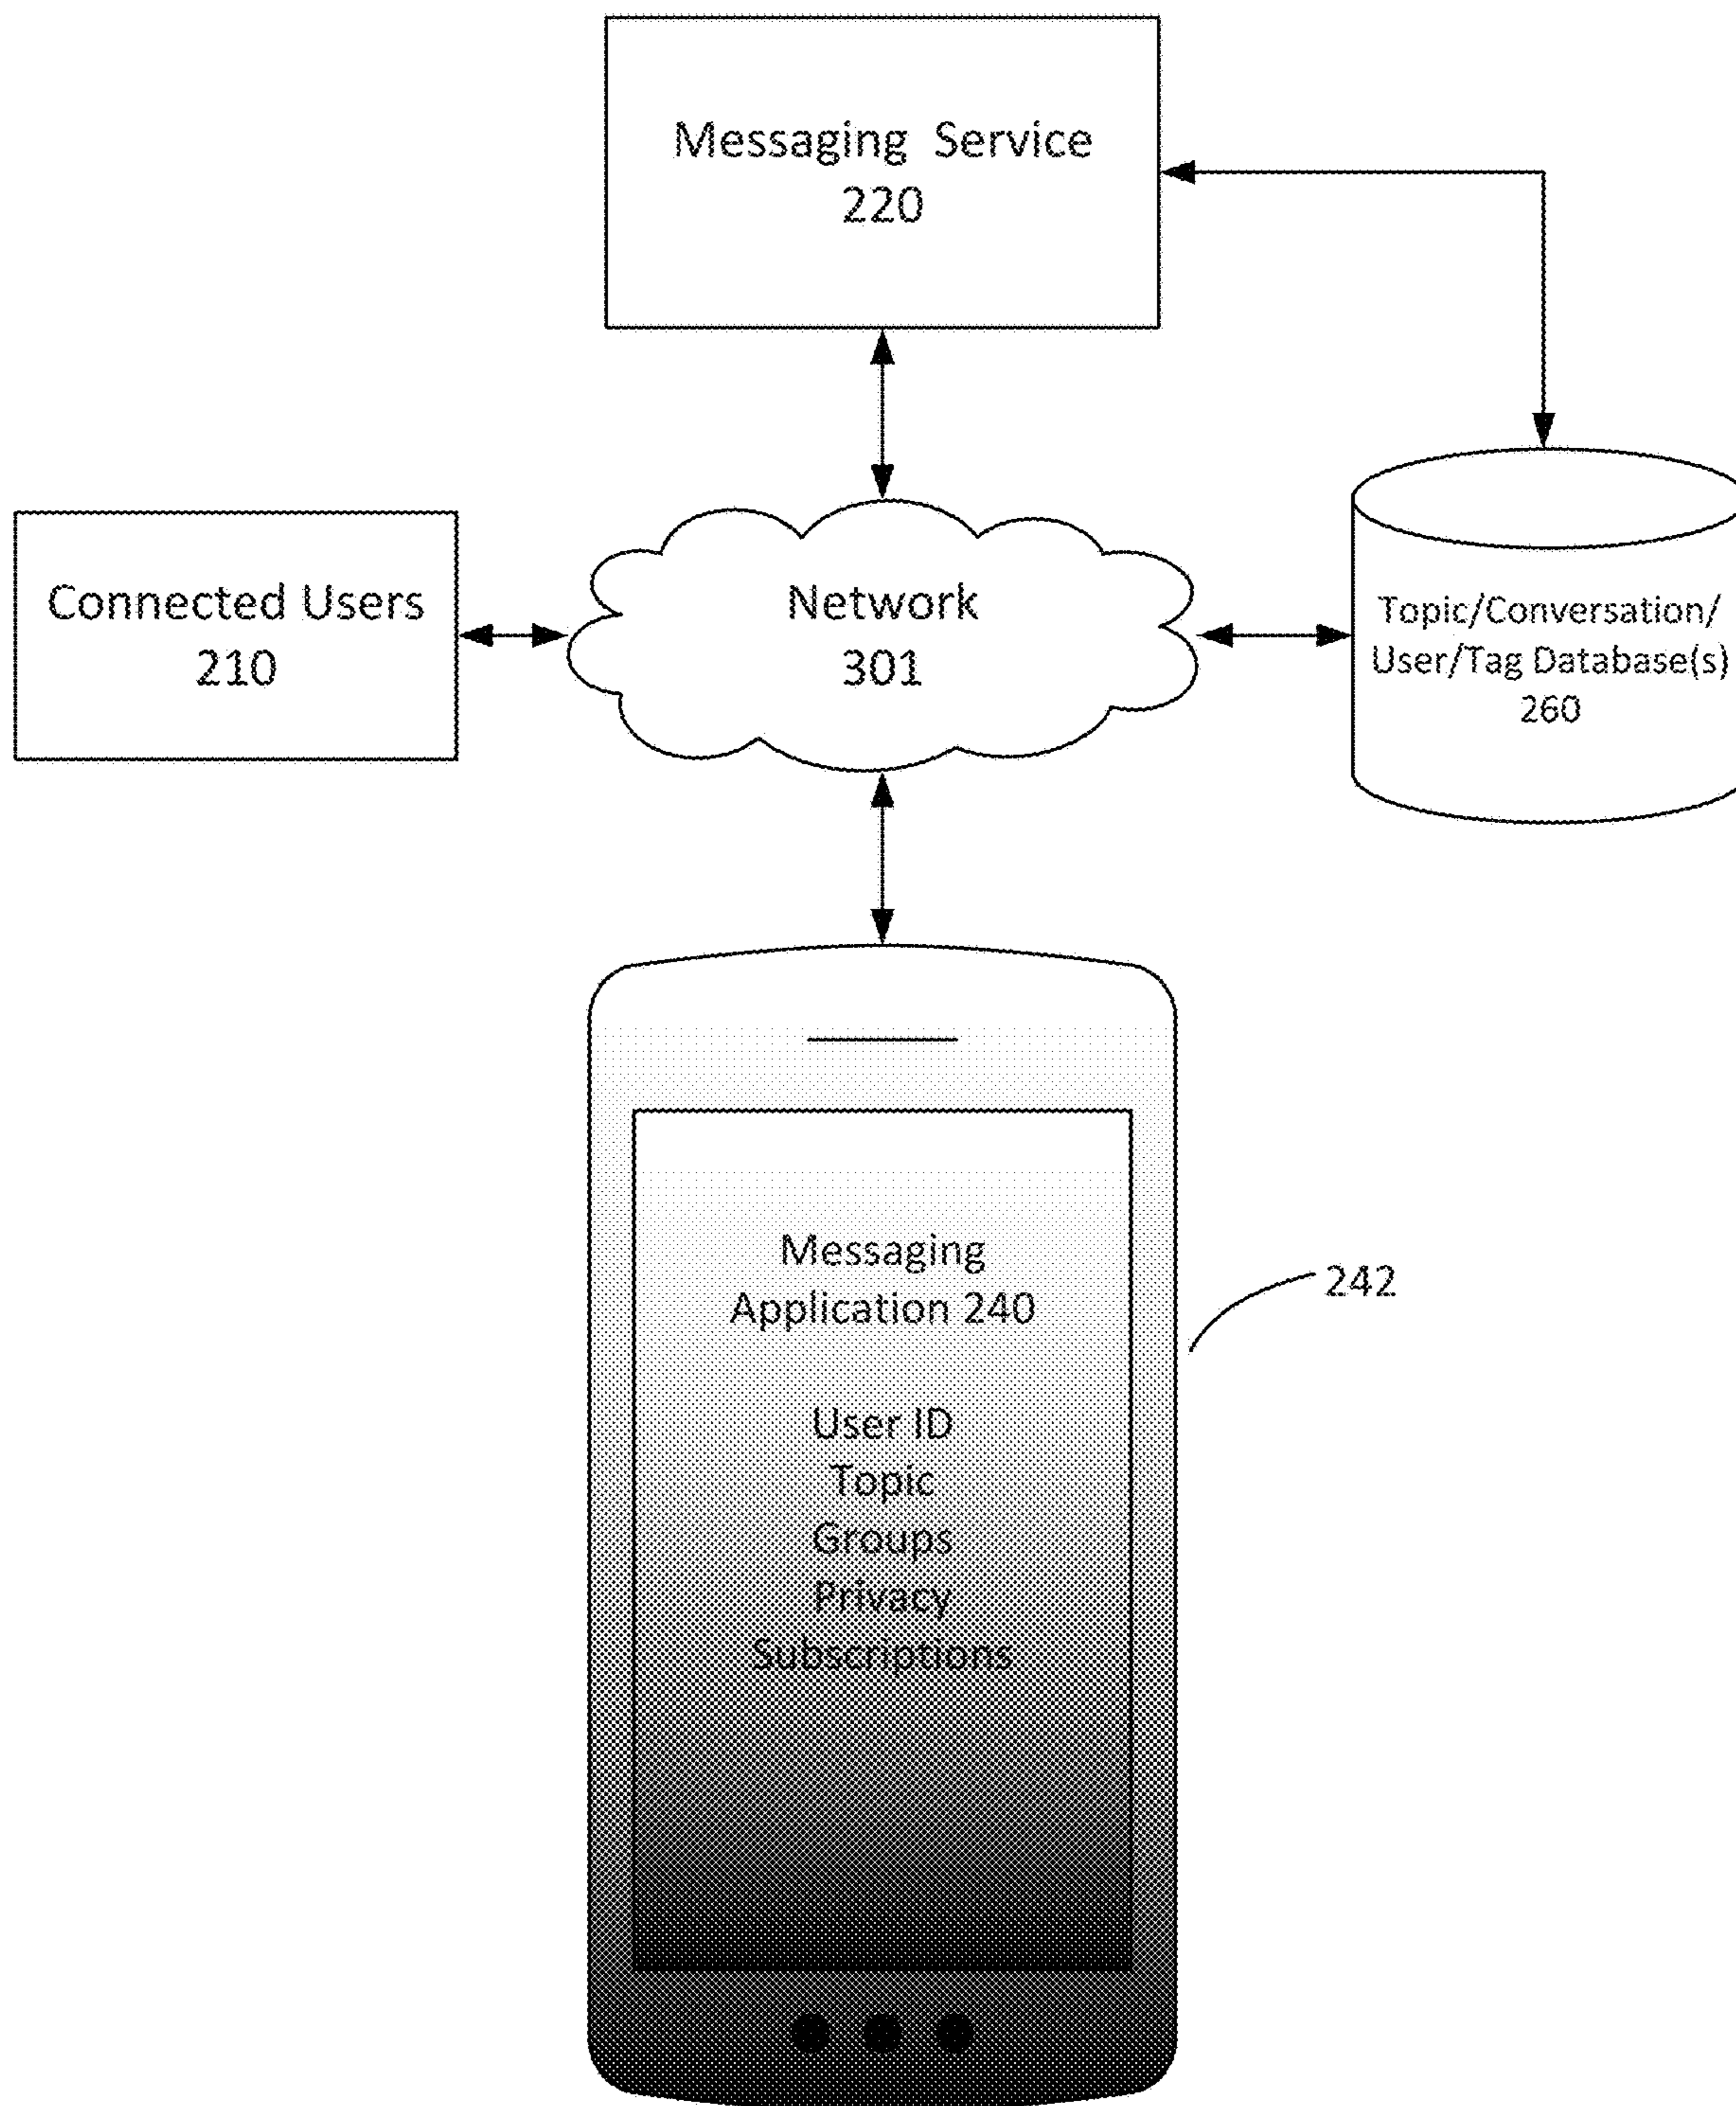 Messaging Service
220
Connected Users
210
Network
301
Topic/Conversation/
User/Tag Database(s)
260
Messaging
Application 240
242
User ID
Topic
Groups
Privacy
Subscriptions